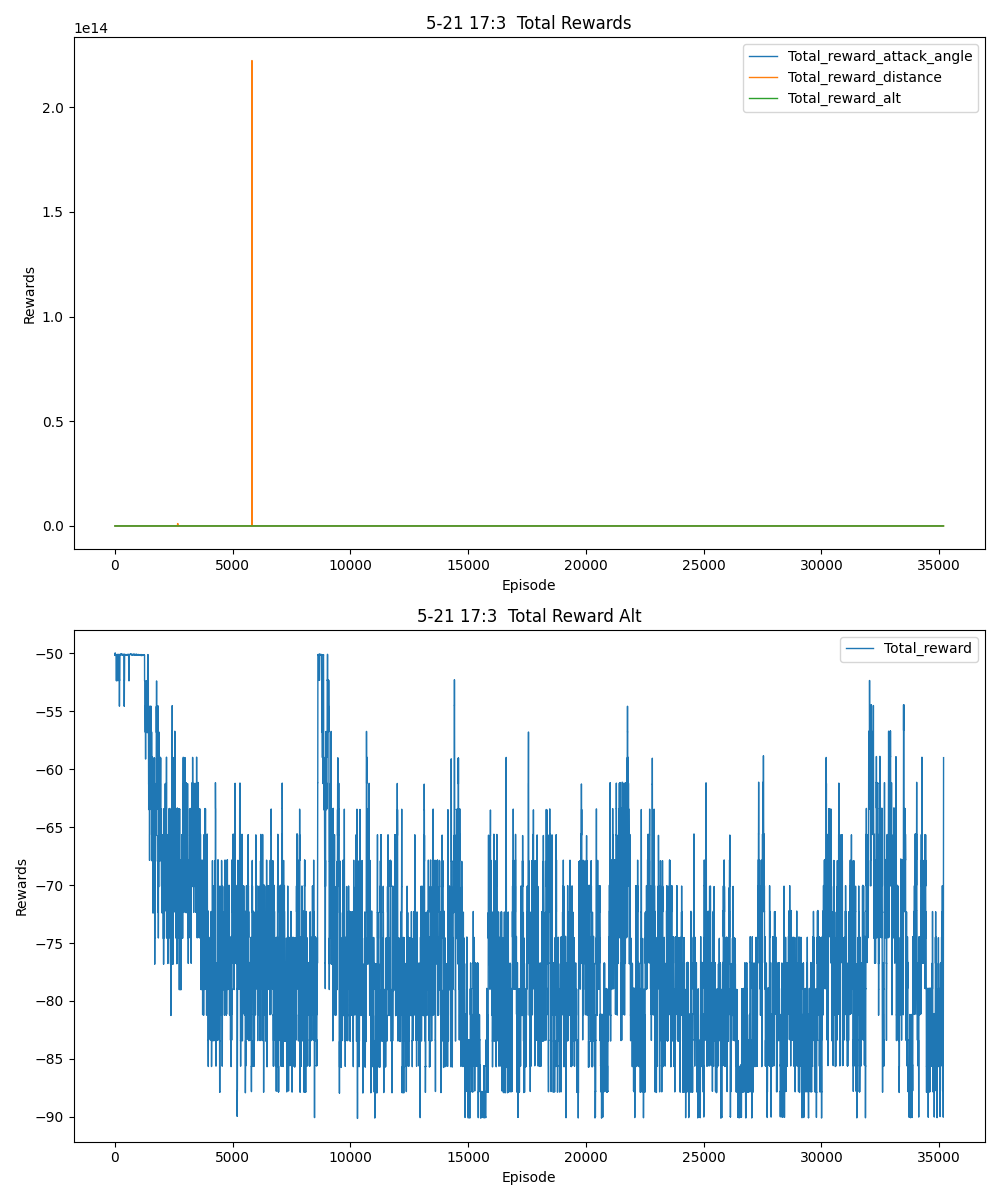 5-21 17:3  Total Rewards
1e14
Total_reward_attack_angle
Total_reward_distance
Total_reward_alt
2.0
1.5
1.0
0.5
0.0
Rewards
0 5000 10000 15000 20000 25000 30000 35000
Episode
5-21 17:3  Total Reward Alt
Total_reward
−50
−55
−60
−65
−70
−75
−80
−85
−90
Rewards
0 5000 10000 15000 20000 25000 30000 35000
Episode